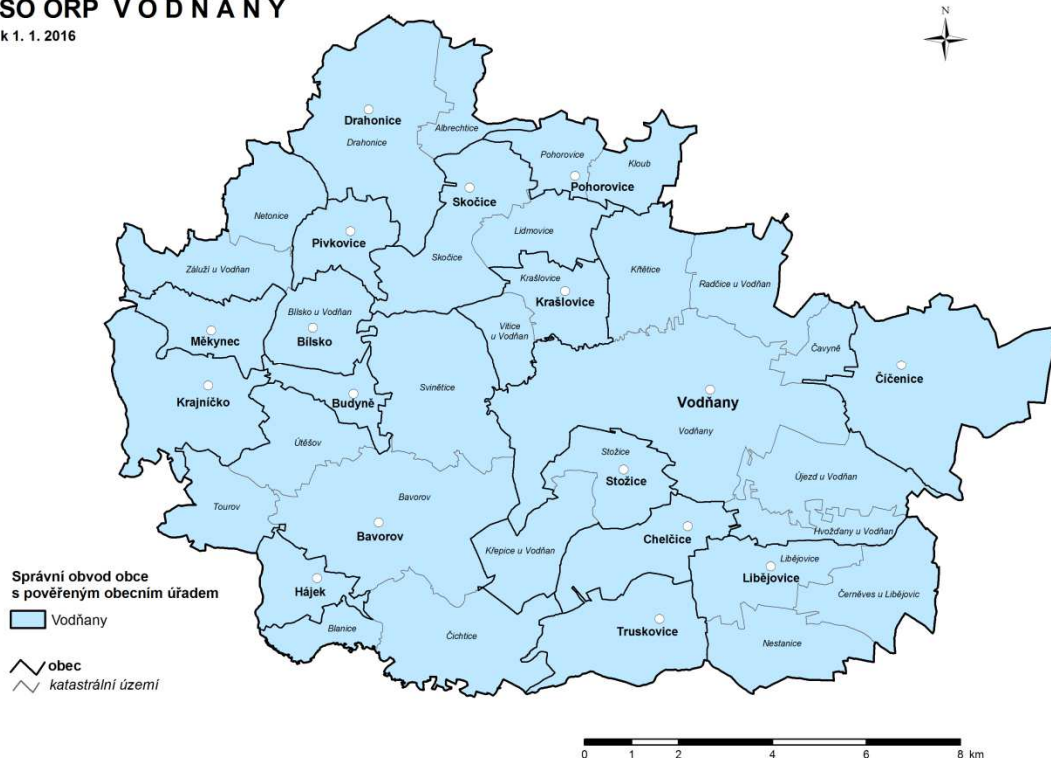 SO ORP VODŇANY
k 1. 1. 2016
N
Drahonice
Drahonice
Albrechtice
Pohorovice
Kloub
Pohorovice
Skočice
Netonice
Lidmovice
Pivkovice
Skočice
Křtětice
Záluží u Vodňan
Krašlovice
Radčice u Vodňan
Krašlovice
Bílsko u Vodňan
Vitice
u Vodňan
Měkynec
Bílsko
Čavyně
Číčenice
Svinětice
Krajníčko
Budyně
Vodňany
Vodňany
Útěšov
Stožice
Stožice
Újezd u Vodňan
Bavorov
Tourov
Bavorov
Chelčice
Hvožďany u Vodňan
Křepice u Vodňan
Libějovice
Libějovice
Hájek
Černěves u Libějovic
Blanice
Truskovice
Čichtice
Nestanice
Správní obvod obce
s pověřeným obecním úřadem
Vodňany
obec
katastrální území
0 1 2 4 6 8 km